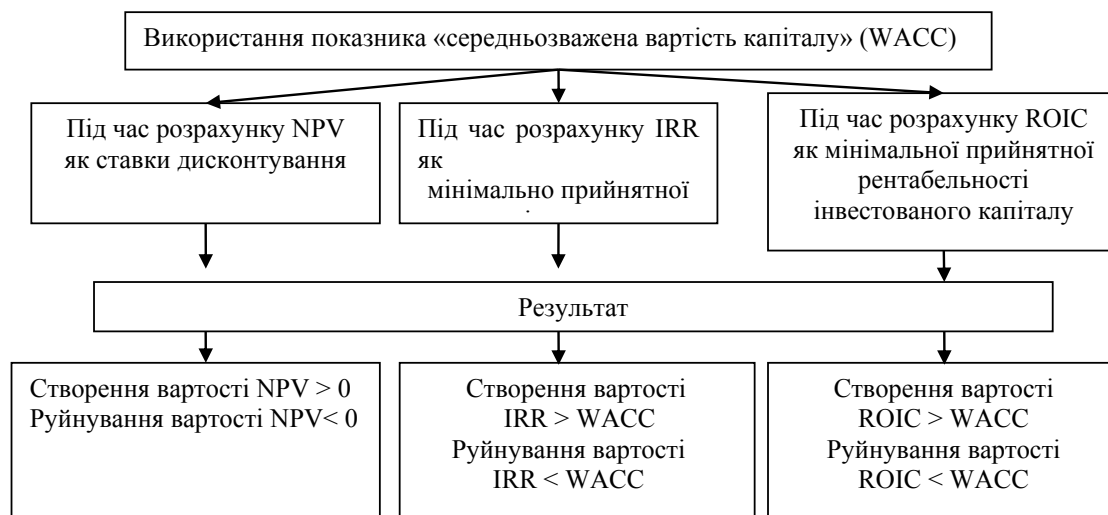 Використання показника «середньозважена вартість капіталу» (WACC)
Під час розрахунку NPV
як ставки дисконтування
Під час розрахунку IRR
як
мінімально прийнятної
Під час розрахунку ROIC
як мінімальної прийнятної
рентабельності
інвестованого капіталу
Результат
Створення вартості NPV > 0
Руйнування вартості NPV< 0
Створення вартості
IRR > WACC
Руйнування вартості
IRR < WACC
Створення вартості
ROIC > WACC
Руйнування вартості
ROIC < WACC